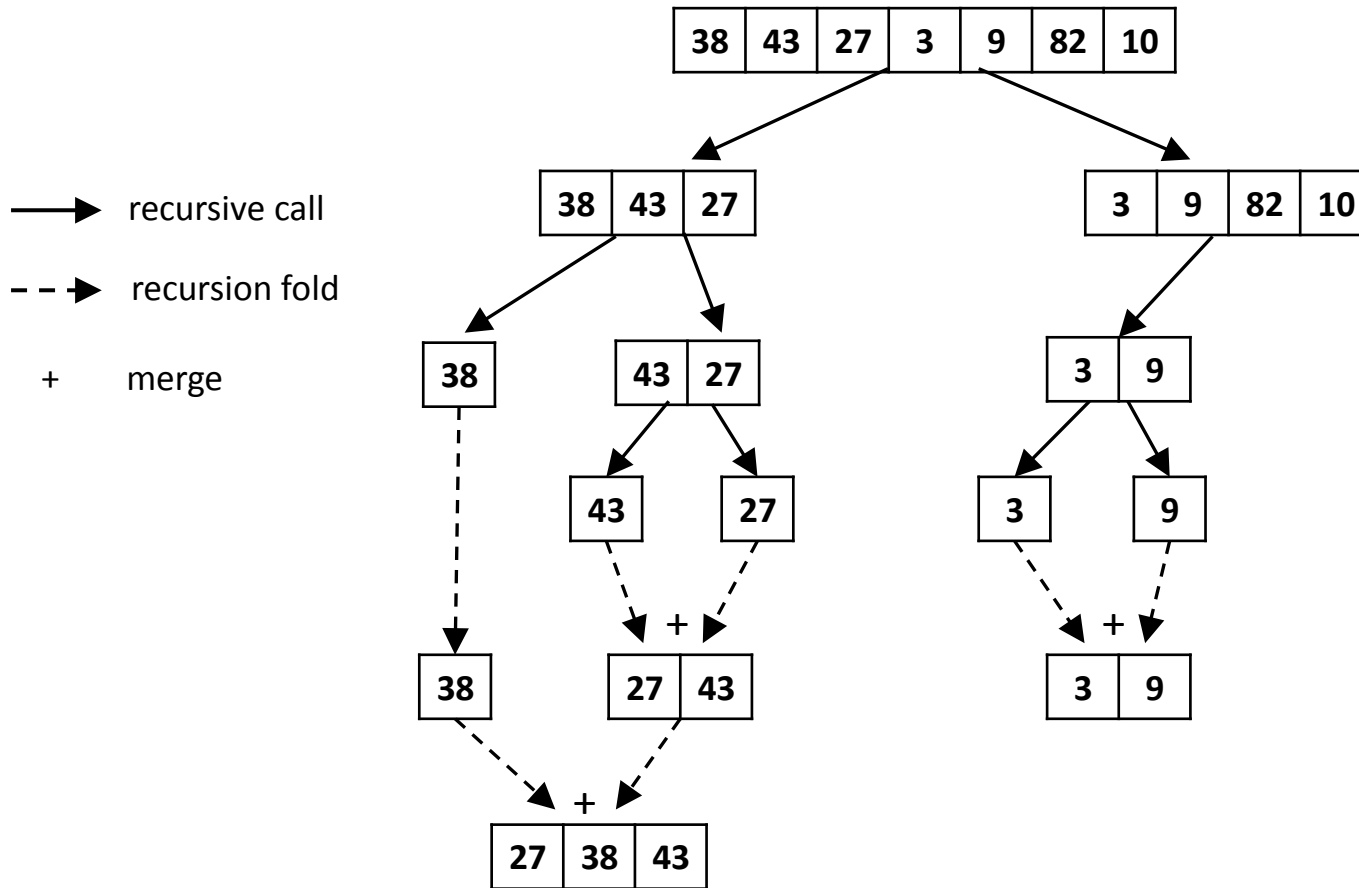 38 43 27 3 9 82 10
38 43 27
3 9 82 10
recursive call
recursion fold
+ merge
38
43 27
3 9
43
27
3
9
+
+
38
27 43
3 9
+
27 38 43